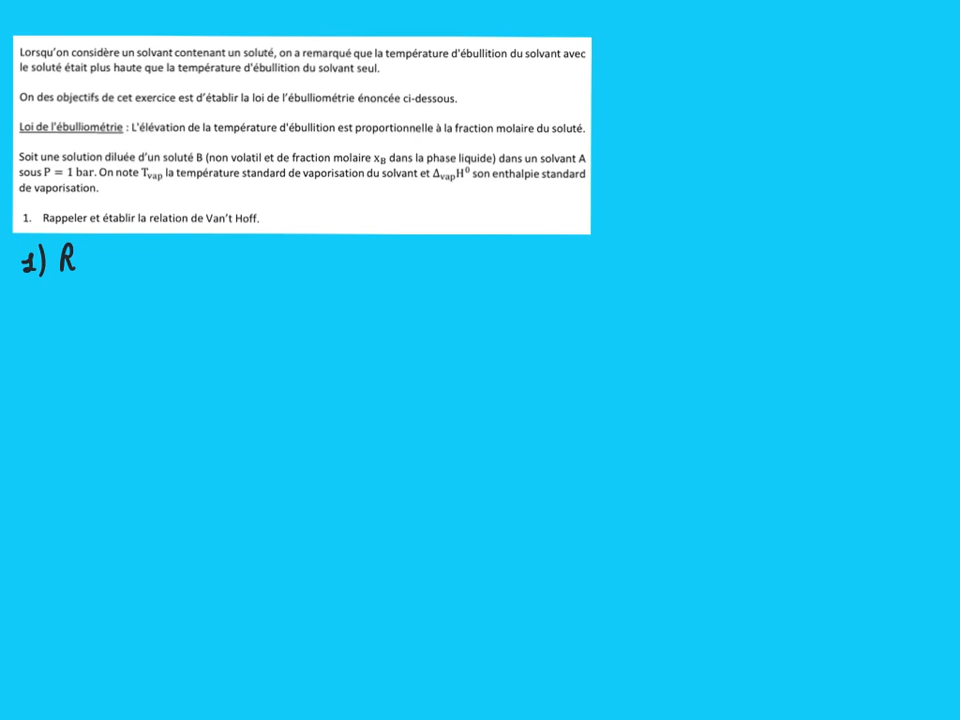 Lorsqu'on considère un solvant contenant un soluté, on a remarqué que la température d'ébullition du solvant avec
le soluté était plus haute que la température d'ébullition du solvant seul.
On des objectifs de cet exercice est d'établir la loi de l'ébulliométrie énoncée ci-dessous.
Loi de l'ébulliométrie : L'élévation de la température d'ébullition est proportionnelle à la fraction molaire du soluté.
Soit une solution diluée d'un soluté B (non volatil et de fraction molaire x_B dans la phase liquide) dans un solvant A
sous P = 1 bar. On note T_vap la température standard de vaporisation du solvant et Δ_vapH⁰ son enthalpie standard
de vaporisation.
1. Rappeler et établir la relation de Van't Hoff.
1) R